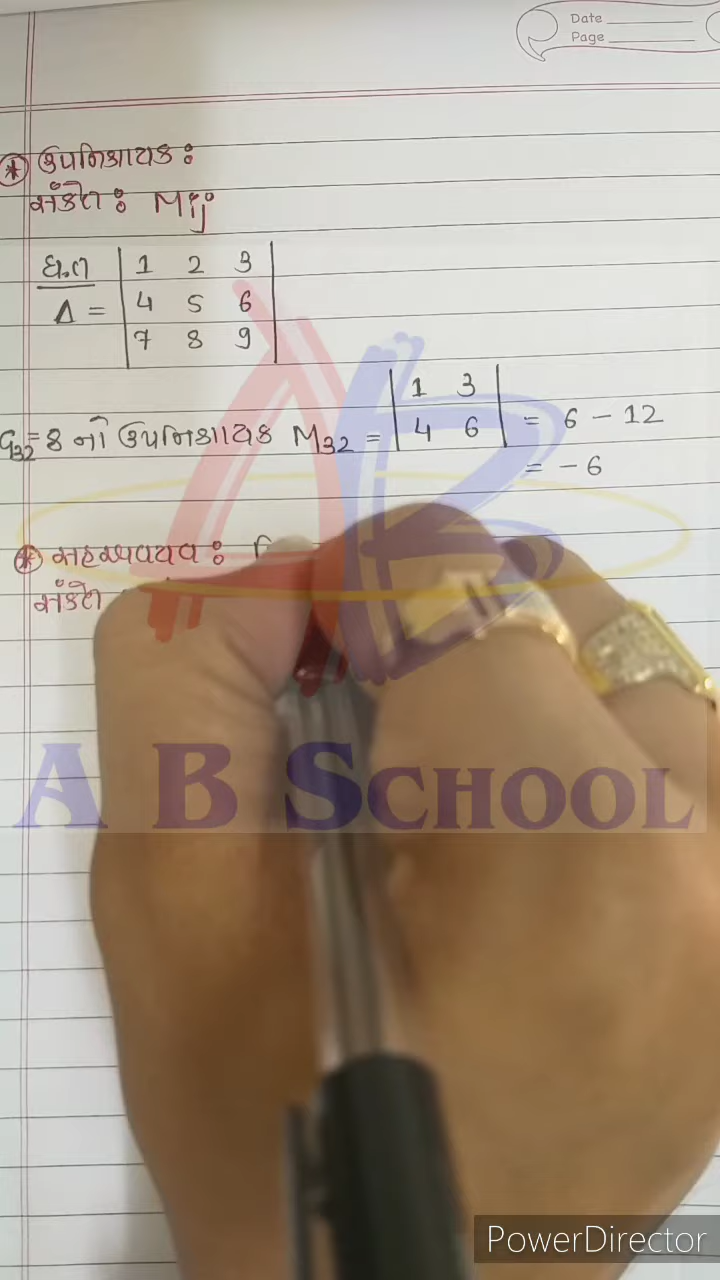 Date
Page
* ઉપનિશ્ચાયક :
સંકેત : Mij
દા.ત
Δ = | 1 2 3 |
| 4 5 6 |
| 7 8 9 |
a32 = 8 નો ઉપનિશ્ચાયક M32 = | 1 3 |
| 4 6 | = 6 - 12
= - 6
* સહઅવયવ :
સંકેત
A B SCHOOL
PowerDirector